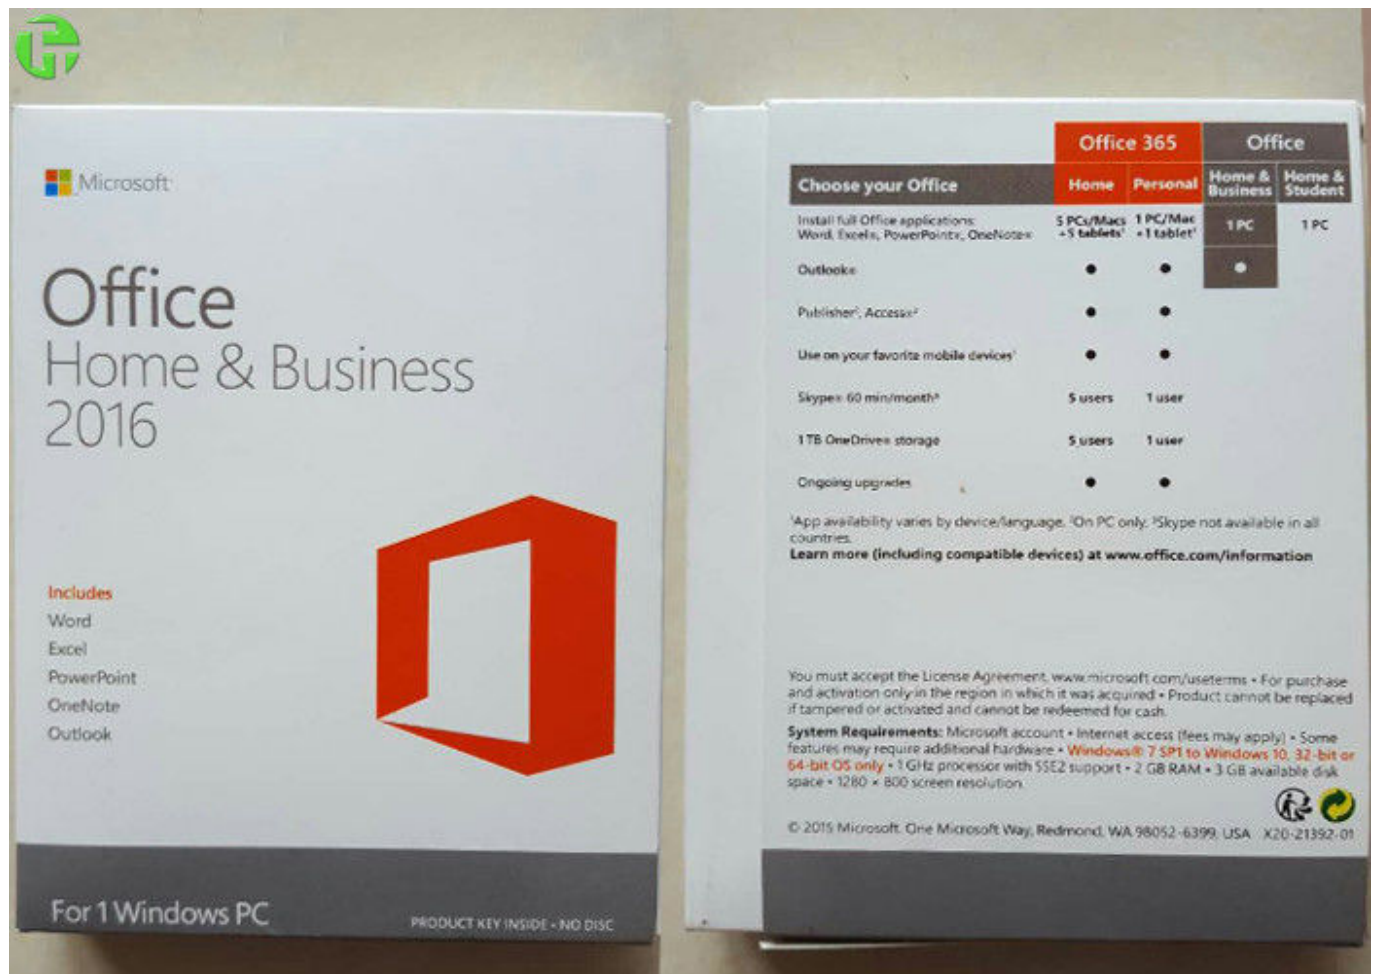 Microsoft
Office
Home & Business
2016
Includes
Word
Excel
PowerPoint
OneNote
Outlook
For 1 Windows PC
PRODUCT KEY INSIDE • NO DISC
Office 365 Office
Choose your Office Home Personal Home & Business Home & Student
Install full Office applications:
Word, Excel®, PowerPoint®, OneNote®
5 PCs/Macs
+5 tablets¹
1 PC/Mac
+1 tablet¹
1 PC
1 PC
Outlook® ● ● ●
Publisher², Access®² ● ●
Use on your favorite mobile devices¹ ● ●
Skype® 60 min/month³ 5 users 1 user
1TB OneDrive® storage 5 users 1 user
Ongoing upgrades ● ●
¹App availability varies by device/language. ²On PC only. ³Skype not available in all
countries.
Learn more (including compatible devices) at www.office.com/information
You must accept the License Agreement, www.microsoft.com/useterms • For purchase
and activation only in the region in which it was acquired • Product cannot be replaced
if tampered or activated and cannot be redeemed for cash.
System Requirements: Microsoft account • Internet access (fees may apply) • Some
features may require additional hardware • Windows® 7 SP1 to Windows 10, 32-bit or
64-bit OS only • 1 GHz processor with SSE2 support • 2 GB RAM • 3 GB available disk
space • 1280 × 800 screen resolution
© 2015 Microsoft. One Microsoft Way, Redmond, WA 98052-6399, USA X20-21392-01